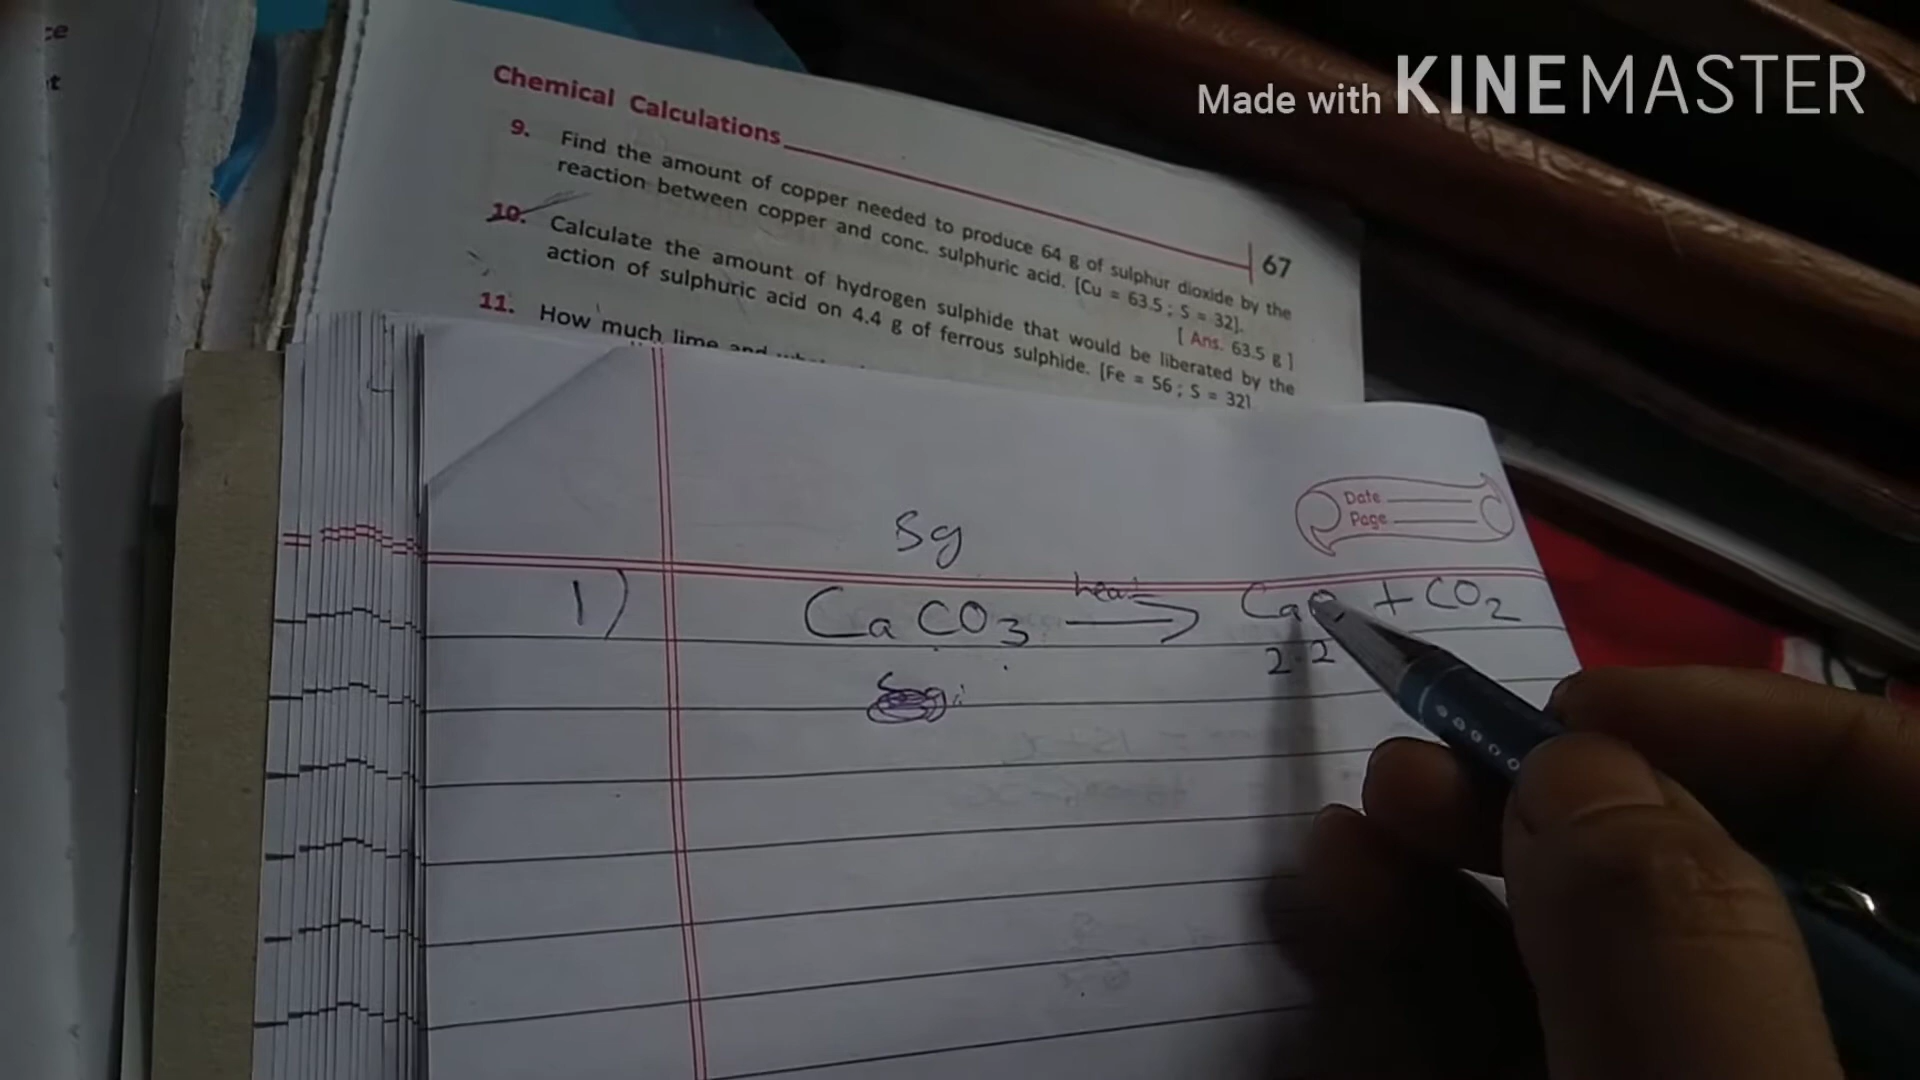 ce
Made with KINEMASTER
Chemical Calculations
67
9. Find the amount of copper needed to produce 64 g of sulphur dioxide by the
reaction between copper and conc. sulphuric acid. [Cu = 63.5 ; S = 32].
[ Ans. 63.5 g ]
10. Calculate the amount of hydrogen sulphide that would be liberated by the
action of sulphuric acid on 4.4 g of ferrous sulphide. [Fe = 56 ; S = 32]
11. How much lime and
Date
Page
5g
1) CaCO3 heat → CaO + CO2
2.2